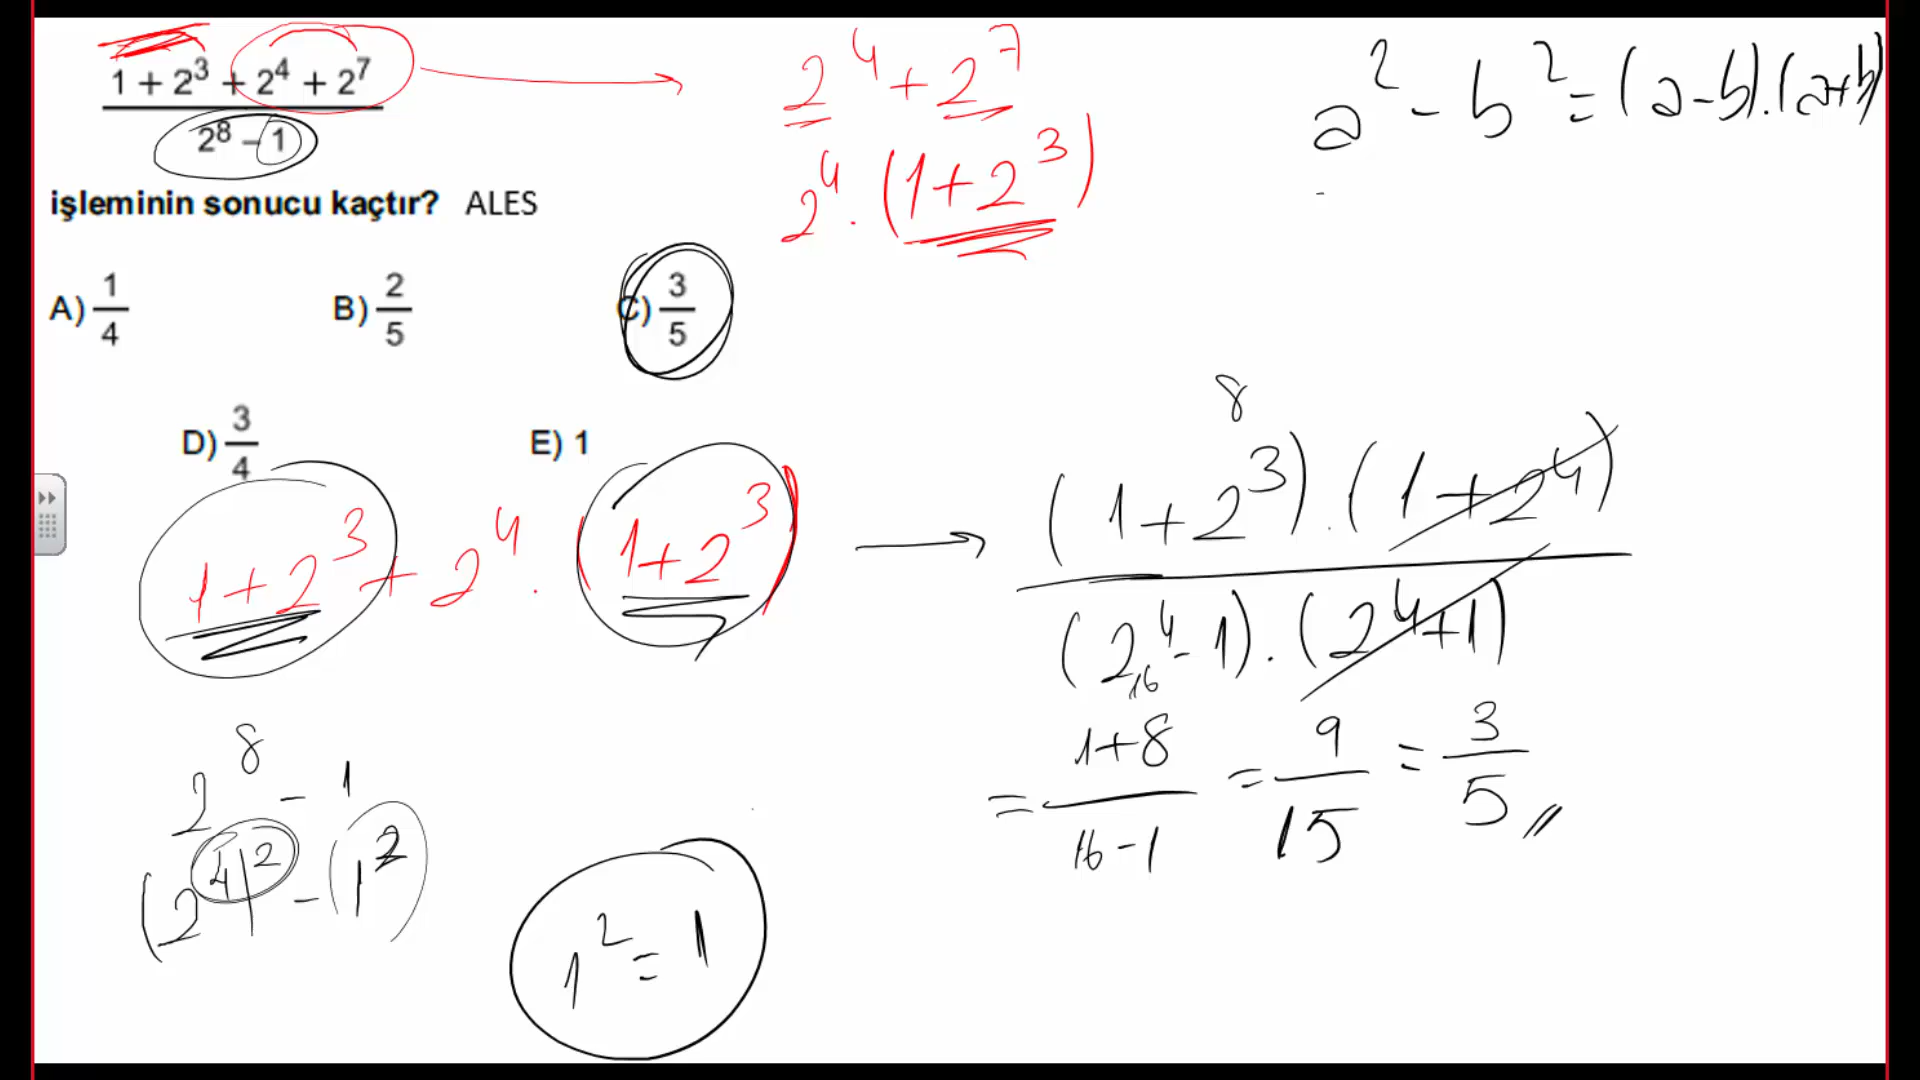 1 + 2³ + 2⁴ + 2⁷
2⁸ − 1
işleminin sonucu kaçtır? ALES
A) 1/4 B) 2/5 C) 3/5
D) 3/4 E) 1
2⁴ + 2⁷
2⁴ · (1 + 2³)
a² - b² = (a-b).(a+b)
1 + 2³ + 2⁴ · (1 + 2³)
8
(1 + 2³) · (1 + 2⁴)
(2⁴ - 1) · (2⁴ + 1)
16
= 1+8/16-1 = 9/15 = 3/5 //
2⁸ - 1
(2⁴)² - (1²
1² = 1